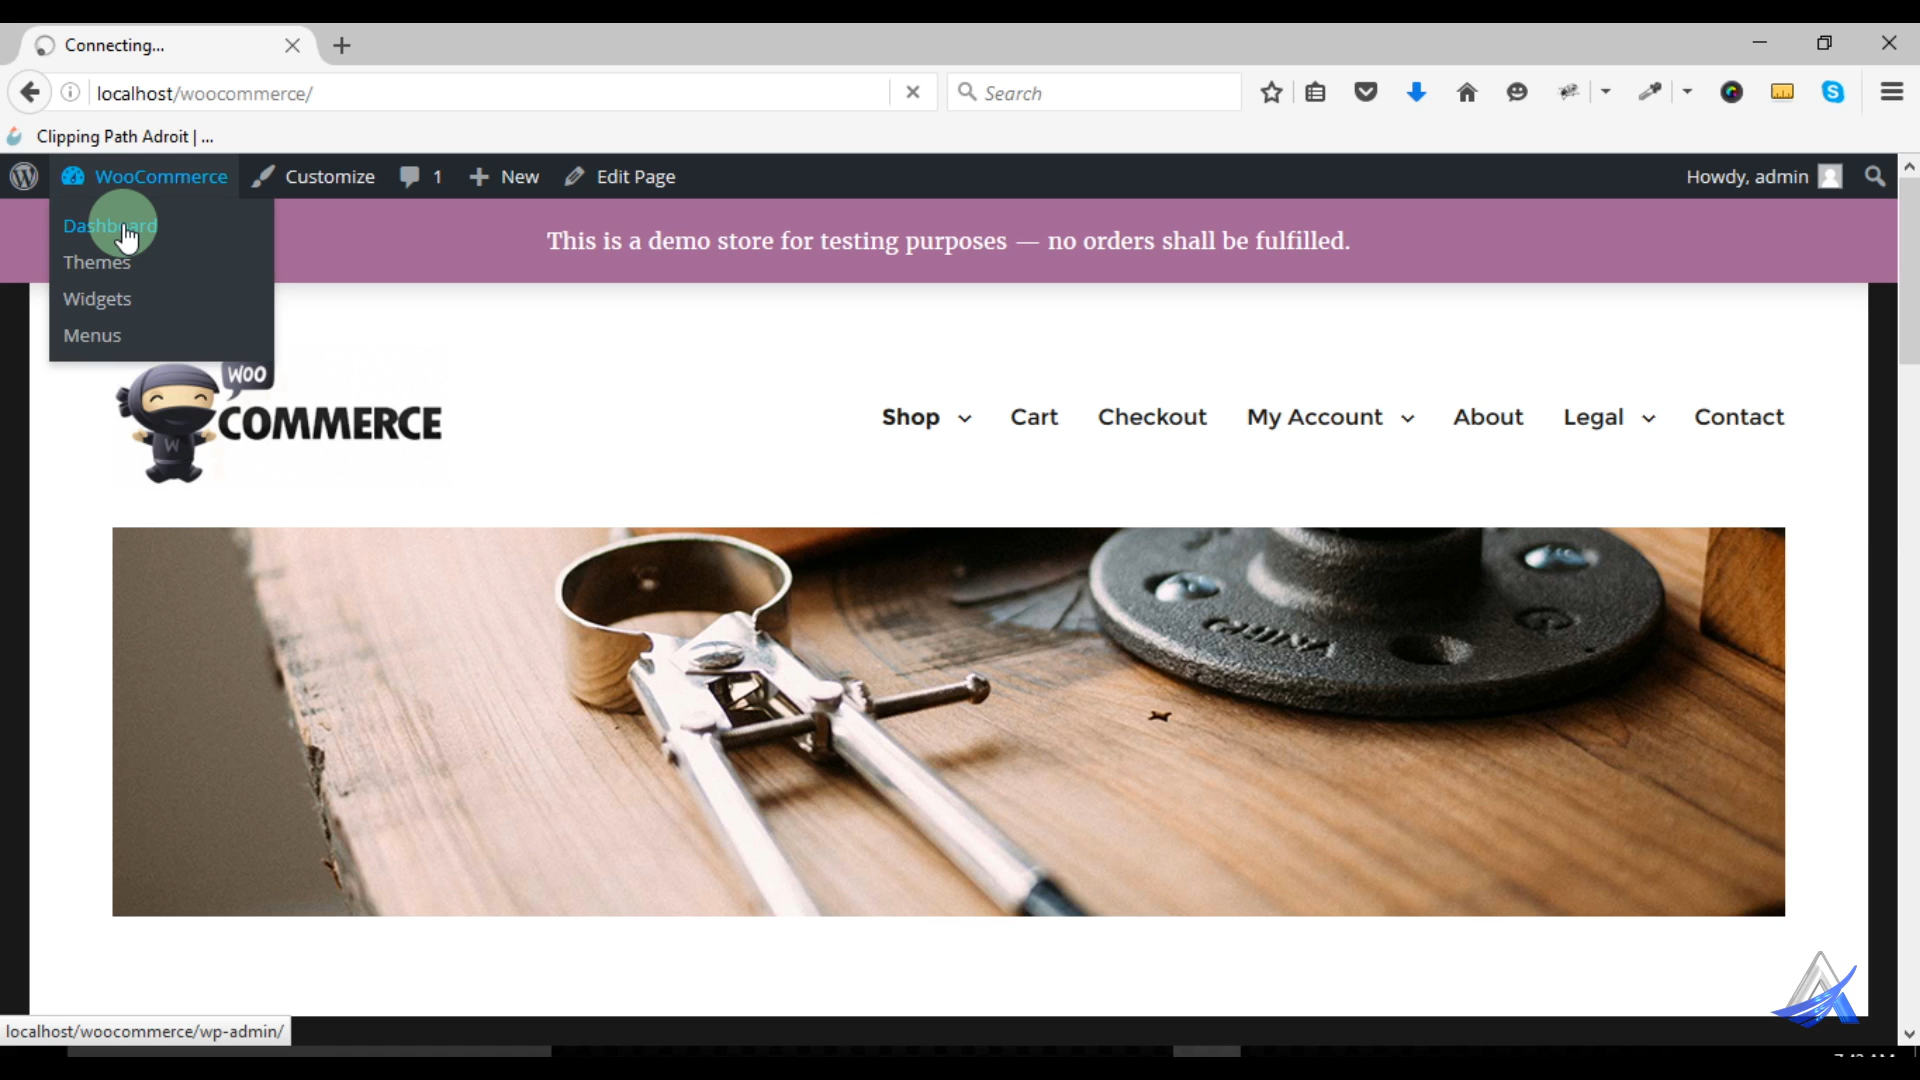 Connecting...
localhost/woocommerce/
Search
Clipping Path Adroit | ...
WooCommerce
Customize
1
New
Edit Page
Howdy, admin
Dashboard
Themes
Widgets
Menus
This is a demo store for testing purposes — no orders shall be fulfilled.
WOO
COMMERCE
W
Shop
Cart
Checkout
My Account
About
Legal
Contact
CHINA
G
localhost/woocommerce/wp-admin/